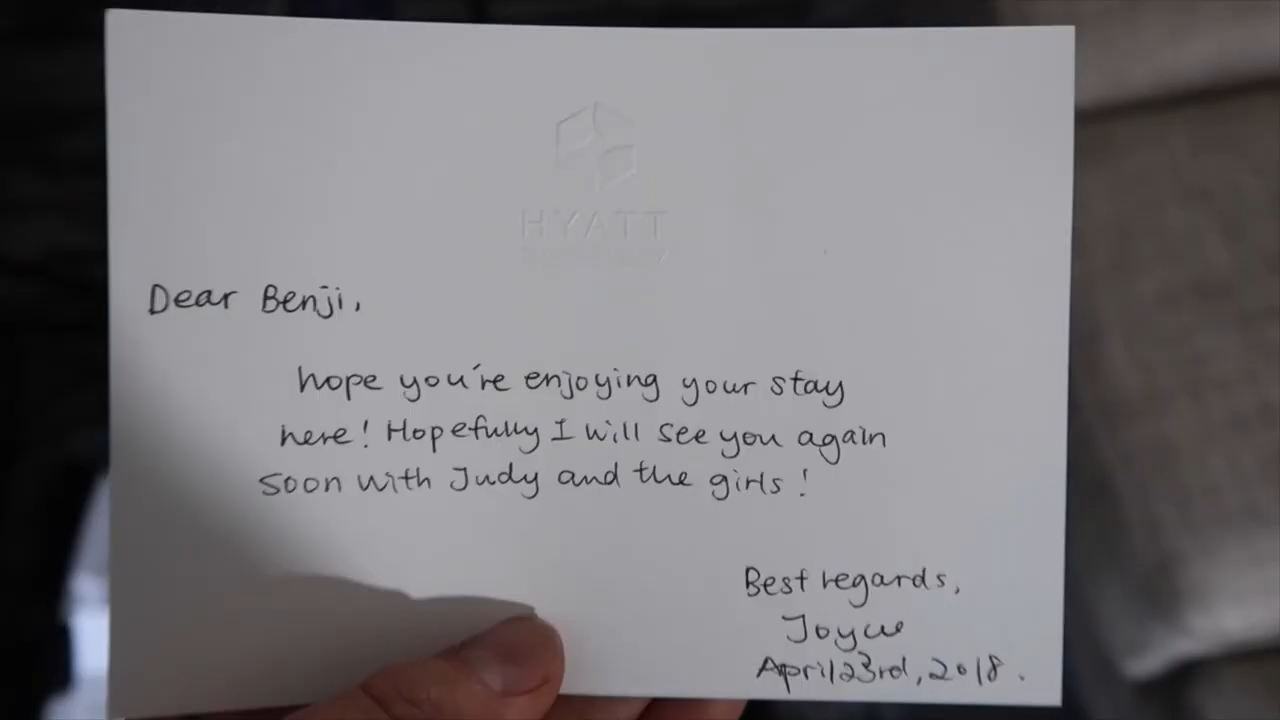 HYATT
Dear Benji,
hope you're enjoying your stay
here! Hopefully I will see you again
soon with Judy and the girls!
Best regards,
Joyce
April 23rd, 2018.